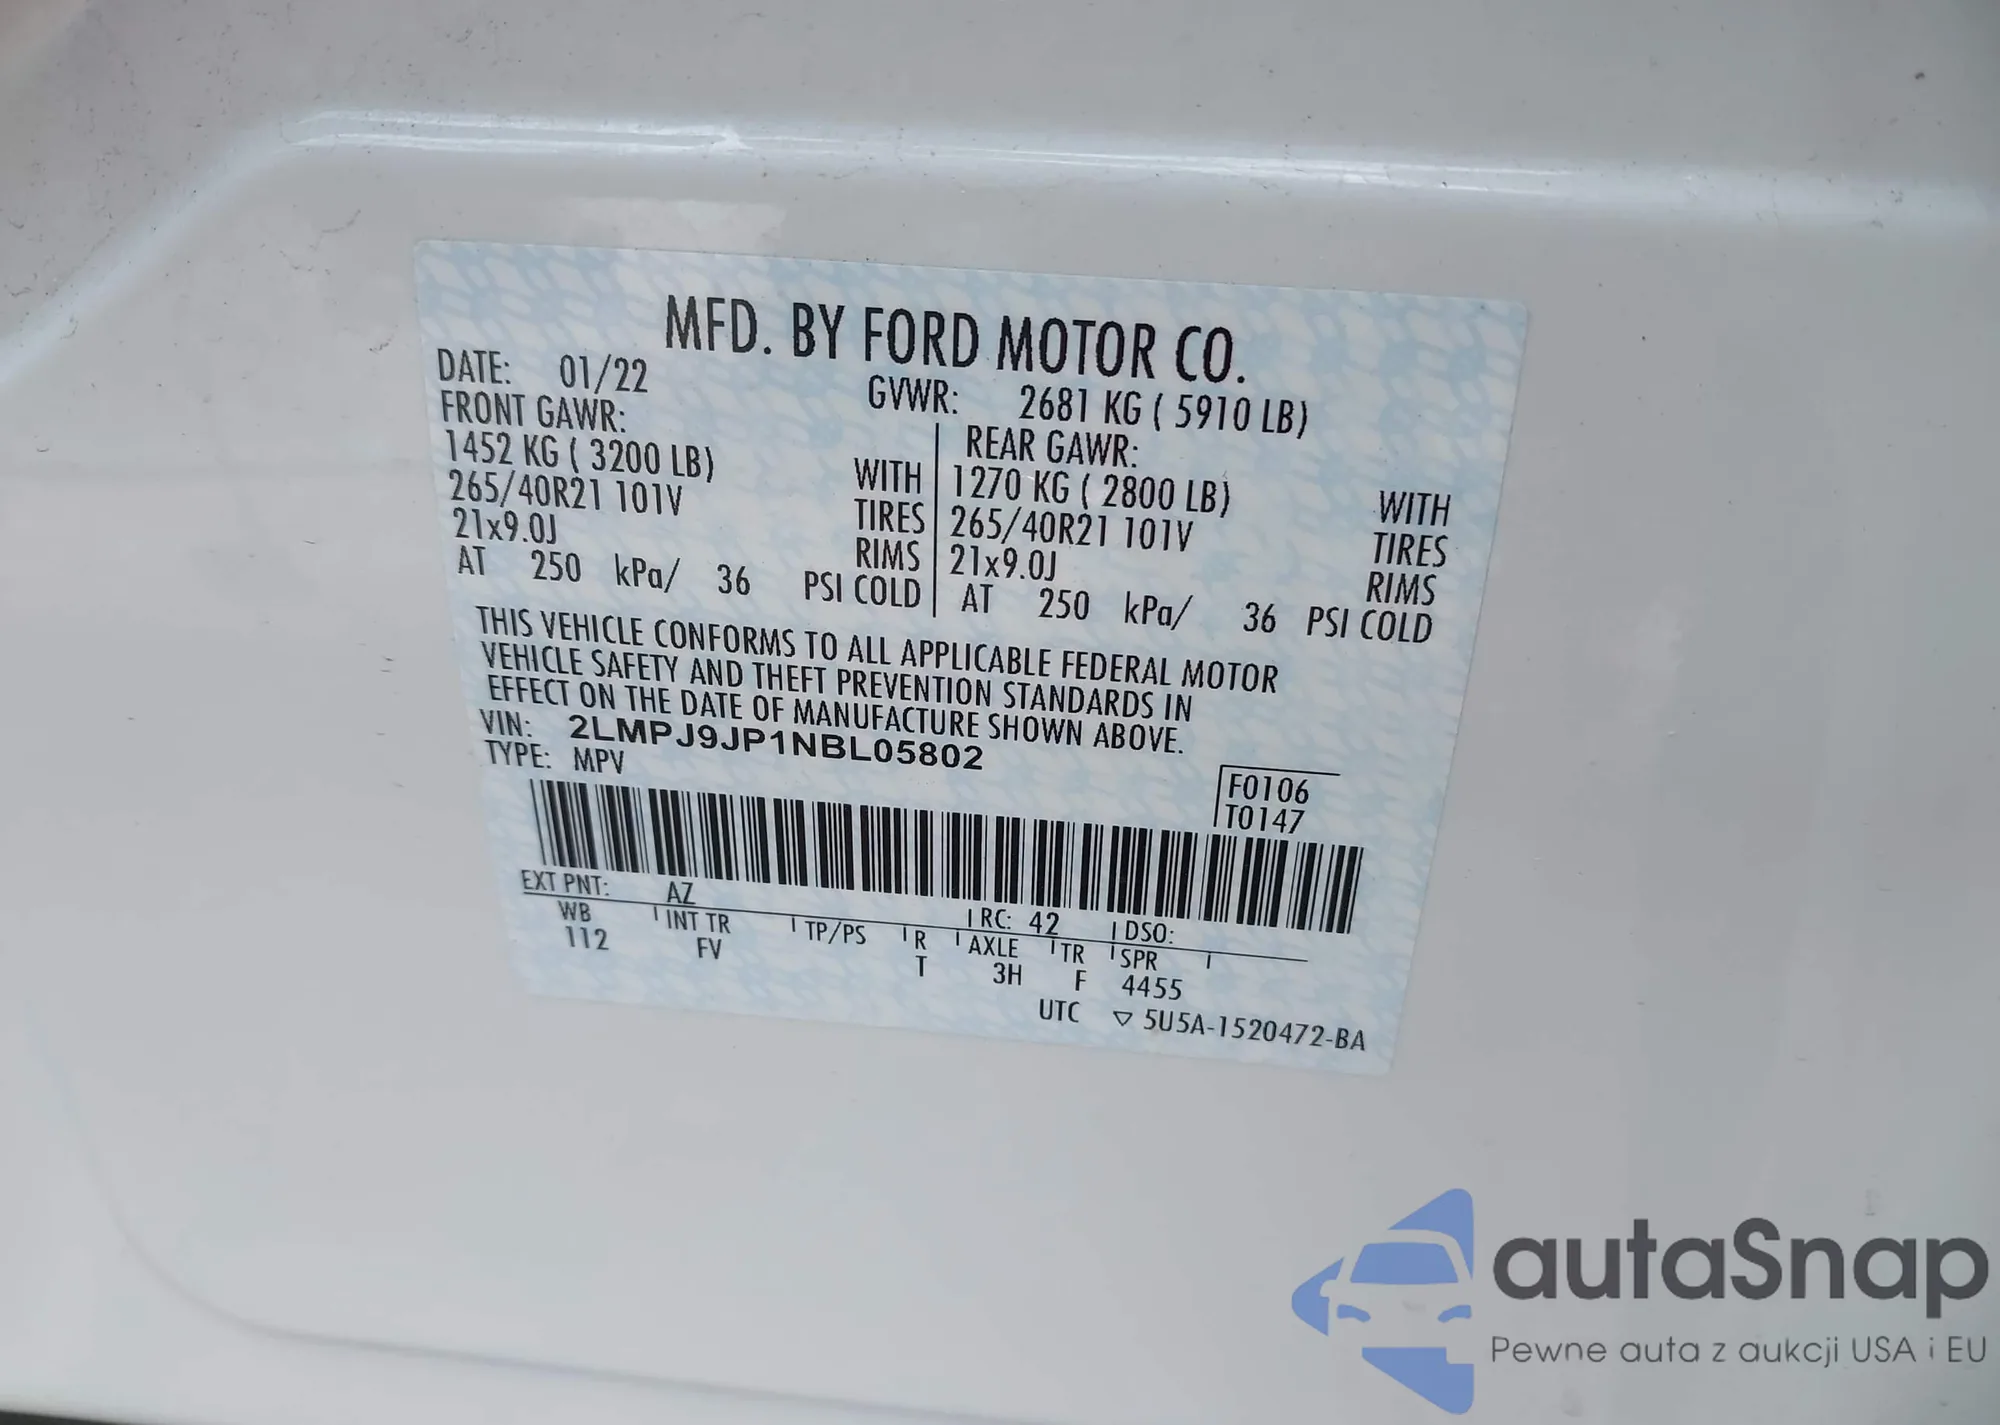 MFD. BY FORD MOTOR CO.
DATE: 01/22 GVWR: 2681 KG ( 5910 LB)
FRONT GAWR: REAR GAWR:
1452 KG ( 3200 LB) WITH 1270 KG ( 2800 LB) WITH
265/40R21 101V TIRES 265/40R21 101V TIRES
21x9.0J RIMS 21x9.0J RIMS
AT 250 kPa/ 36 PSI COLD AT 250 kPa/ 36 PSI COLD
THIS VEHICLE CONFORMS TO ALL APPLICABLE FEDERAL MOTOR
VEHICLE SAFETY AND THEFT PREVENTION STANDARDS IN
EFFECT ON THE DATE OF MANUFACTURE SHOWN ABOVE.
VIN: 2LMPJ9JP1NBL05802
TYPE: MPV
F0106
T0147
EXT PNT: AZ RC: 42 DSO:
WB INT TR TP/PS R AXLE TR SPR
112 FV T 3H F 4455
UTC ▽ 5U5A-1520472-BA
autaSnap
Pewne auta z aukcji USA i EU